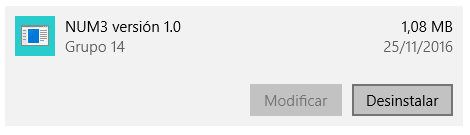 NUM3 versión 1.0 1,08 MB
Grupo 14 25/11/2016
Modificar Desinstalar